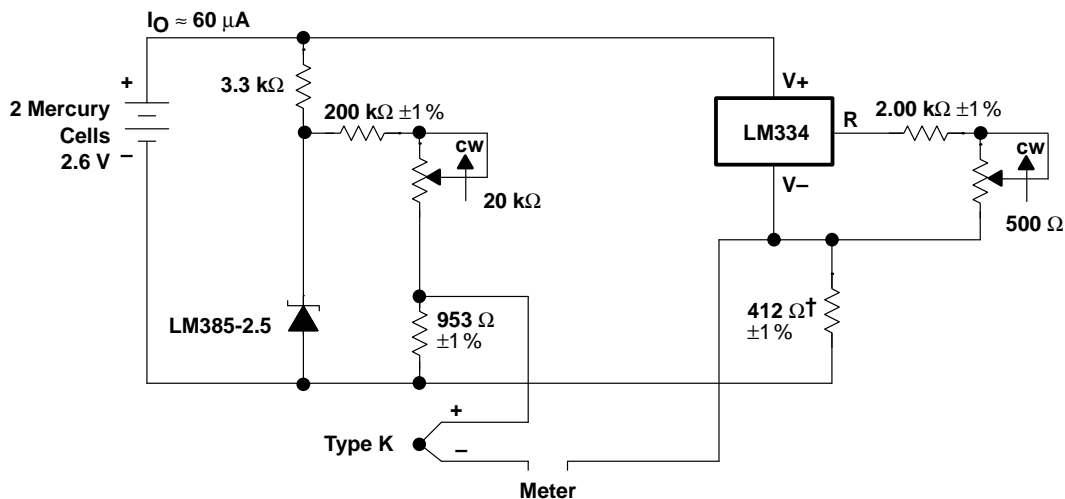 IO ≈ 60 μA
+
2 Mercury
Cells
2.6 V
−
3.3 kΩ
200 kΩ ±1%
cw
20 kΩ
LM385-2.5
953 Ω
±1%
V+
LM334
R
V−
2.00 kΩ ±1%
cw
500 Ω
412 Ω†
±1%
+
Type K
−
Meter